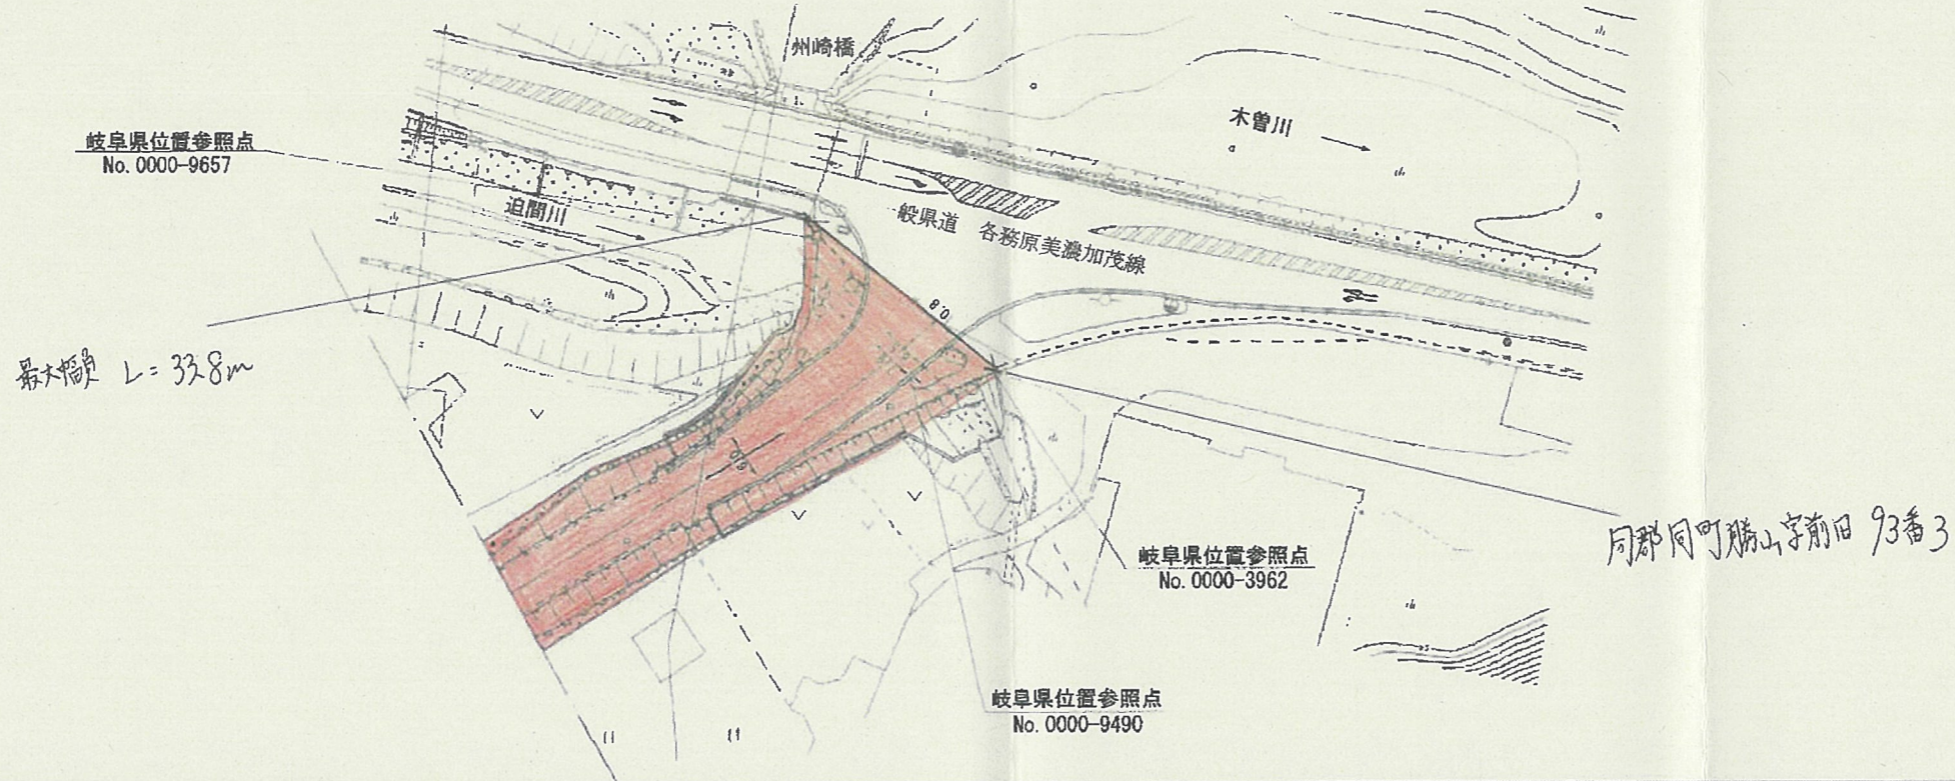 州崎橋
木曽川
岐阜県位置参照点
No. 0000-9657
迫間川
一般県道 各務原美濃加茂線
0.8
最大幅員 L=33.8m
同郡同町勝山字前田 93番3
岐阜県位置参照点
No. 0000-3962
岐阜県位置参照点
No. 0000-9490